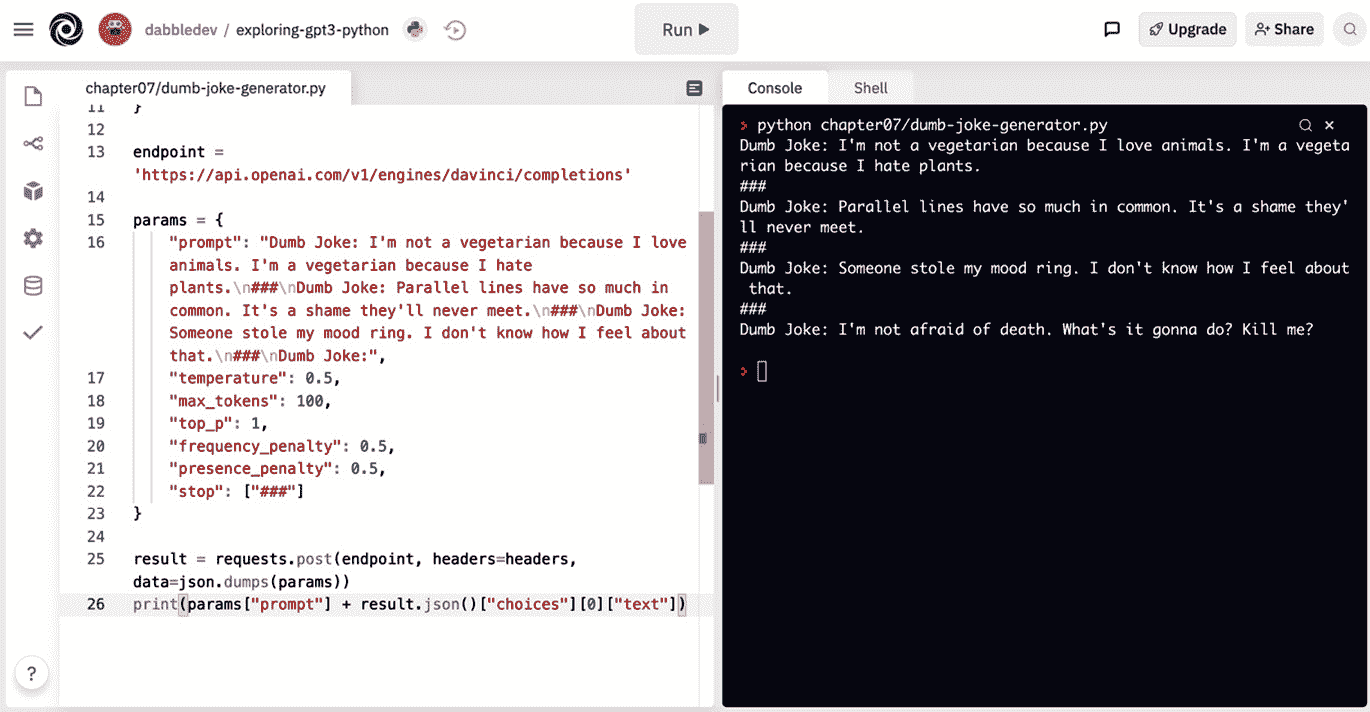 dabbledev / exploring-gpt3-python
Run
Upgrade
Share
chapter07/dumb-joke-generator.py
11 }
12
13 endpoint =
'https://api.openai.com/v1/engines/davinci/completions'
14
15 params = {
16 "prompt": "Dumb Joke: I'm not a vegetarian because I love
animals. I'm a vegetarian because I hate
plants.\n###\nDumb Joke: Parallel lines have so much in
common. It's a shame they'll never meet.\n###\nDumb Joke:
Someone stole my mood ring. I don't know how I feel about
that.\n###\nDumb Joke:",
17 "temperature": 0.5,
18 "max_tokens": 100,
19 "top_p": 1,
20 "frequency_penalty": 0.5,
21 "presence_penalty": 0.5,
22 "stop": ["###"]
23 }
24
25 result = requests.post(endpoint, headers=headers,
data=json.dumps(params))
26 print(params["prompt"] + result.json()["choices"][0]["text"])
?
Console
Shell
> python chapter07/dumb-joke-generator.py
Dumb Joke: I'm not a vegetarian because I love animals. I'm a vegeta
rian because I hate plants.
###
Dumb Joke: Parallel lines have so much in common. It's a shame they'
ll never meet.
###
Dumb Joke: Someone stole my mood ring. I don't know how I feel about
that.
###
Dumb Joke: I'm not afraid of death. What's it gonna do? Kill me?
>